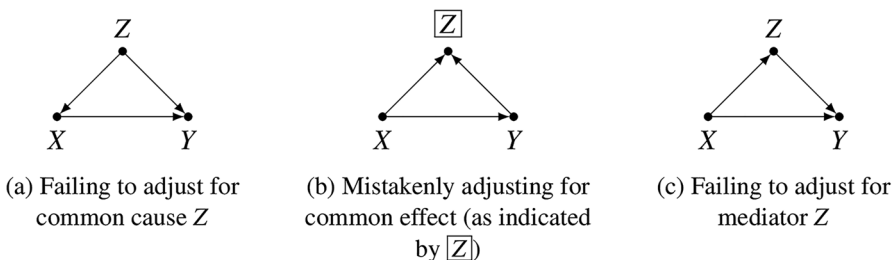 Z
X
Y
(a) Failing to adjust for
common cause Z
Z
X
Y
(b) Mistakenly adjusting for
common effect (as indicated
by Z)
Z
X
Y
(c) Failing to adjust for
mediator Z